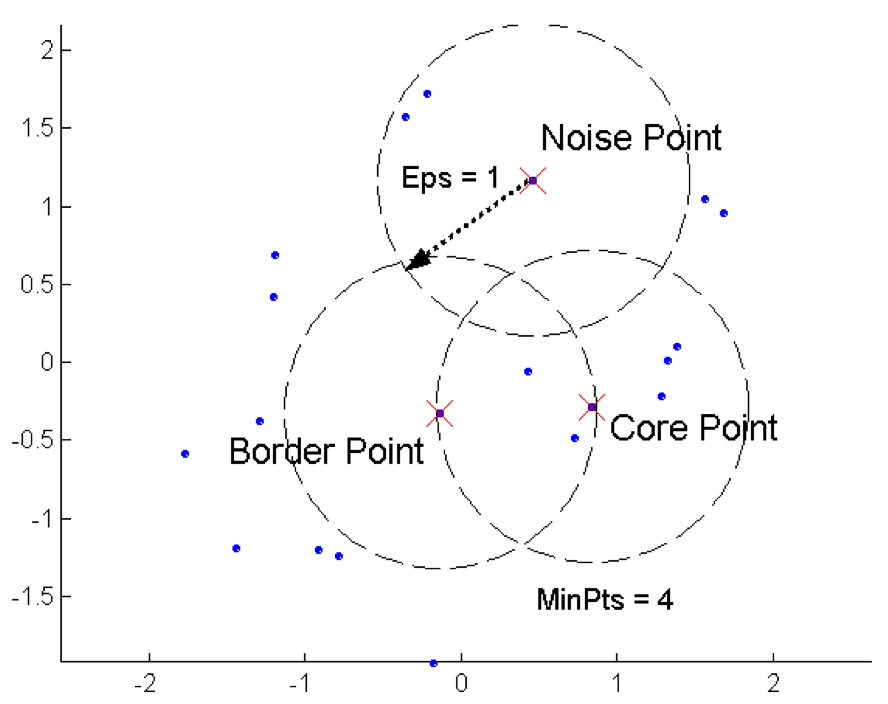 2
1.5
Noise Point
Eps = 1
1
0.5
0
-0.5
Border Point
Core Point
-1
-1.5
MinPts = 4
-2
-1
0
1
2